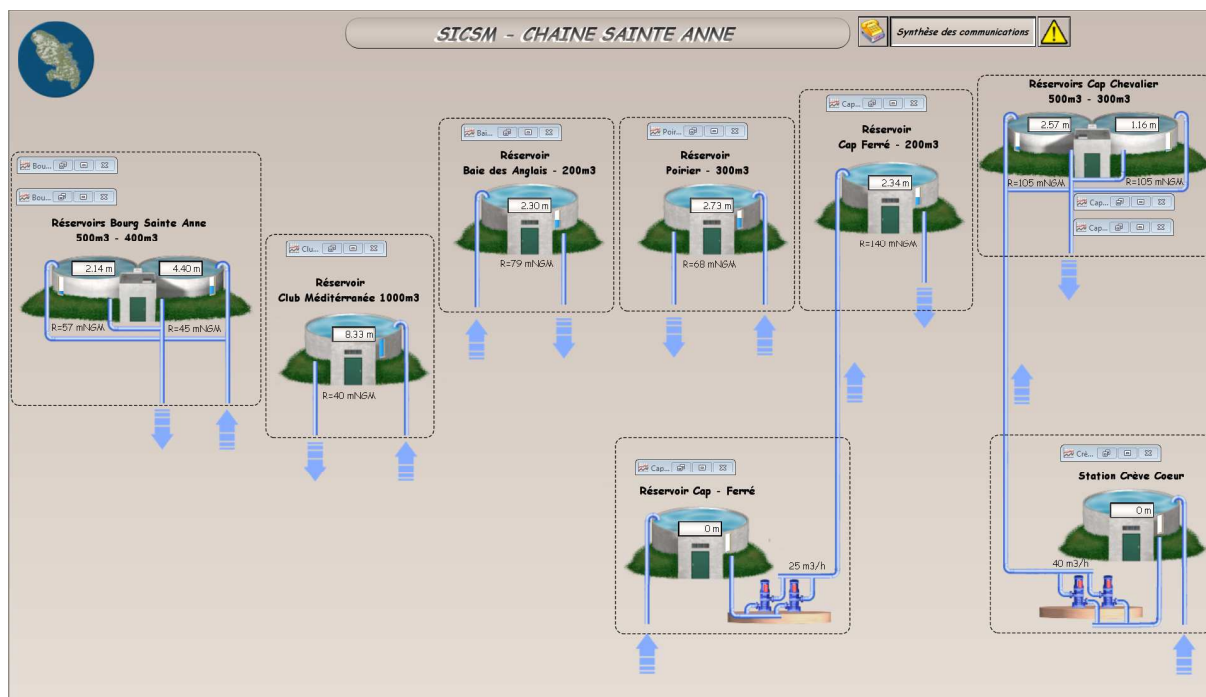 SICSM - CHAINE SAINTE ANNE
Synthèse des communications
Bou...
Bou...
Réservoirs Bourg Sainte Anne
500m3 - 400m3
2.14 m
4.40 m
R=57 mNGM
R=45 mNGM
Clu...
Réservoir
Club Méditérranée 1000m3
8.33 m
R=40 mNGM
Bai...
Réservoir
Baie des Anglais - 200m3
2.30 m
R=79 mNGM
Poir...
Réservoir
Poirier - 300m3
2.73 m
R=68 mNGM
Cap...
Réservoir
Cap Ferré - 200m3
2.34 m
R=140 mNGM
Réservoirs Cap Chevalier
500m3 - 300m3
2.57 m
1.16 m
R=105 mNGM
R=105 mNGM
Cap...
Cap...
Cap...
Réservoir Cap - Ferré
0 m
25 m3/h
Crè...
Station Crève Coeur
0 m
40 m3/h